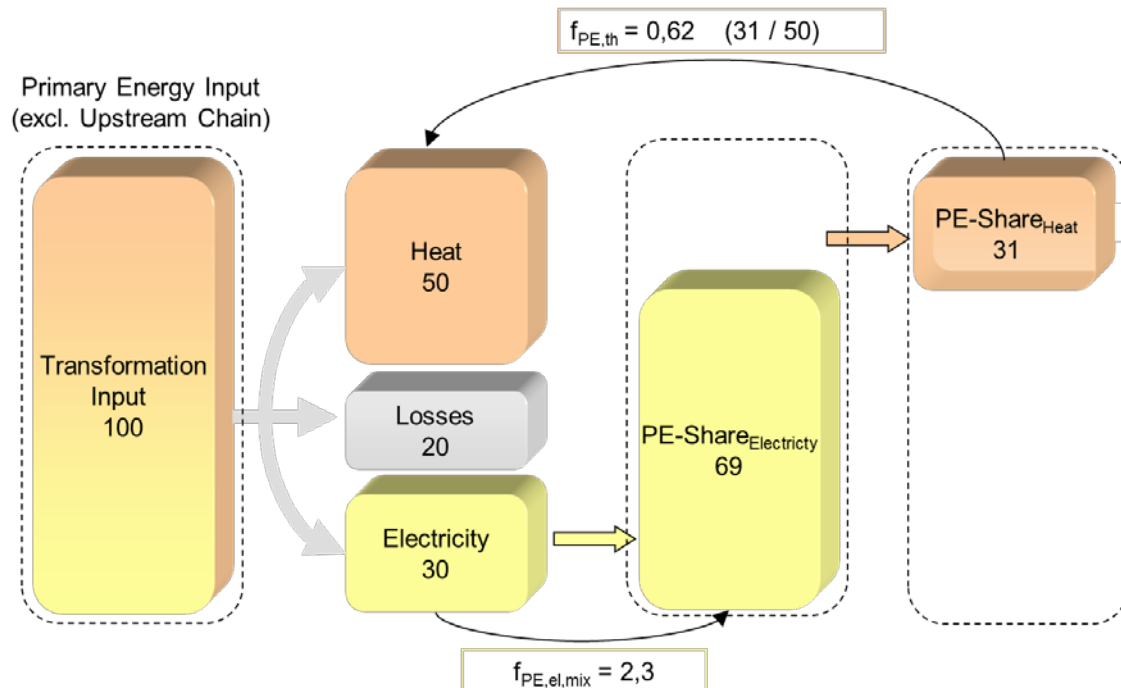 f_PE,th = 0,62 (31 / 50)
Primary Energy Input
(excl. Upstream Chain)
Transformation
Input
100
Heat
50
Losses
20
Electricity
30
PE-Share_Electricty
69
PE-Share_Heat
31
f_PE,el,mix = 2,3